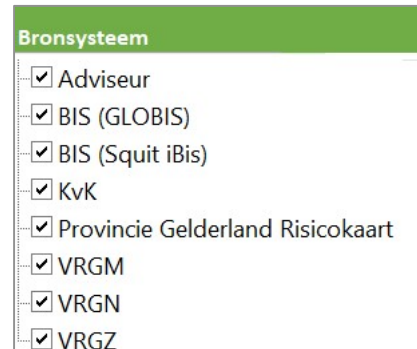 Bronsysteem
Adviseur
BIS (GLOBIS)
BIS (Squit iBis)
KvK
Provincie Gelderland Risicokaart
VRGM
VRGN
VRGZ